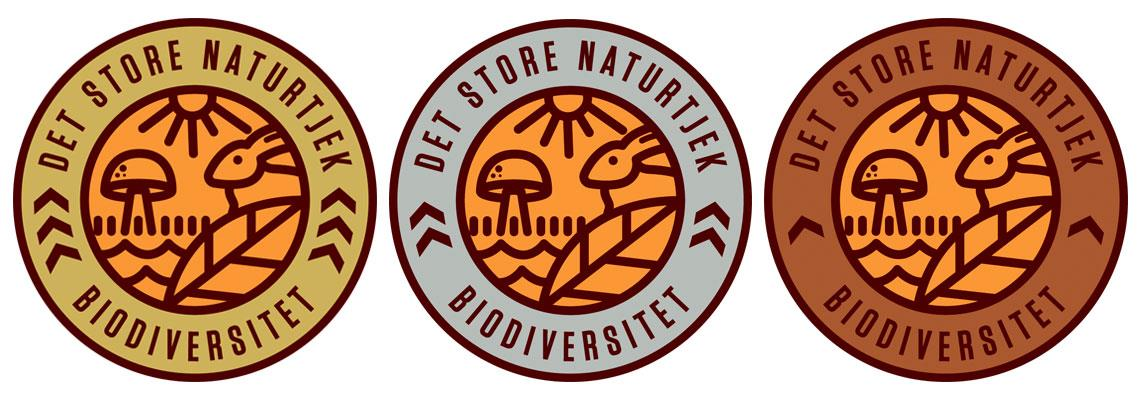 DET STORE NATURTJEK
BIODIVERSITET
DET STORE NATURTJEK
BIODIVERSITET
DET STORE NATURTJEK
BIODIVERSITET